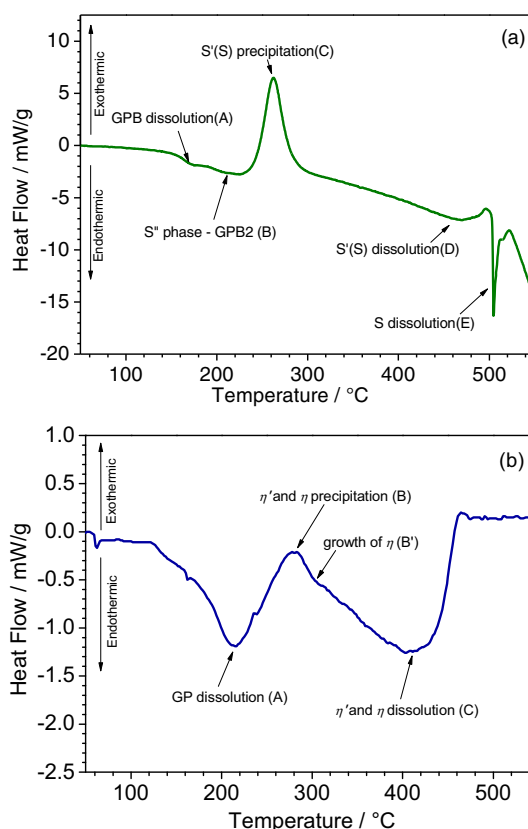 (a)
10
5
0
-5
-10
-15
-20
Heat Flow / mW/g
Exothermic
Endothermic
S'(S) precipitation(C)
GPB dissolution(A)
S" phase - GPB2 (B)
S'(S) dissolution(D)
S dissolution(E)
100 200 300 400 500
Temperature / °C
(b)
1.0
0.5
0.0
-0.5
-1.0
-1.5
-2.0
-2.5
Heat Flow / mW/g
Exothermic
Endothermic
η′and η precipitation (B)
growth of η (B')
GP dissolution (A)
η′and η dissolution (C)
100 200 300 400 500
Temperature / °C